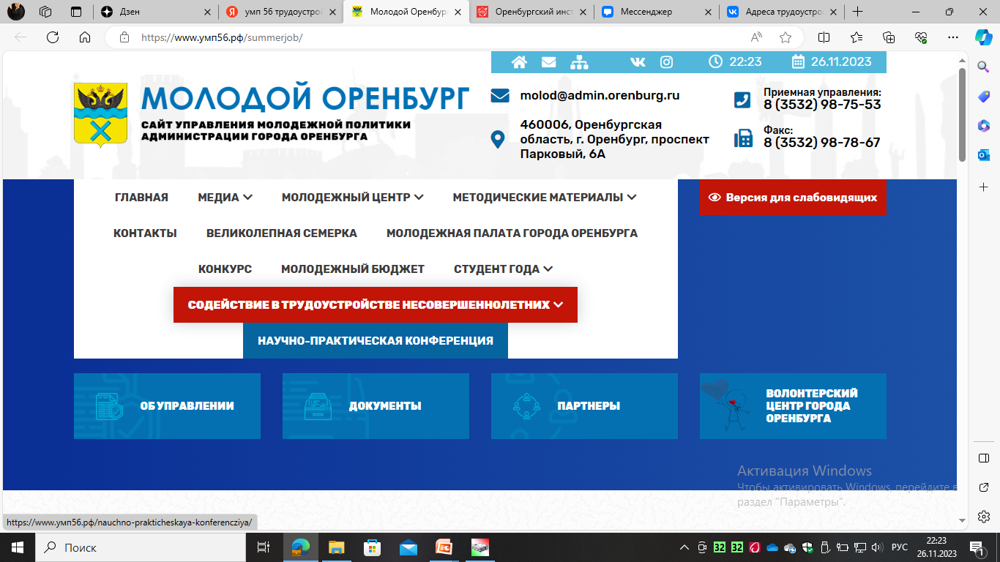 Дзен
умп 56 трудоустро
Молодой Оренбур
Оренбургский инст
Мессенджер
Адреса трудоустро
https://www.умп56.рф/summerjob/
22:23
26.11.2023
МОЛОДОЙ ОРЕНБУРГ
САЙТ УПРАВЛЕНИЯ МОЛОДЕЖНОЙ ПОЛИТИКИ
АДМИНИСТРАЦИИ ГОРОДА ОРЕНБУРГА
molod@admin.orenburg.ru
460006, Оренбургская
область, г. Оренбург, проспект
Парковый, 6А
Приемная управления:
8 (3532) 98-75-53
Факс:
8 (3532) 98-78-67
ГЛАВНАЯ МЕДИА МОЛОДЕЖНЫЙ ЦЕНТР МЕТОДИЧЕСКИЕ МАТЕРИАЛЫ
Версия для слабовидящих
КОНТАКТЫ ВЕЛИКОЛЕПНАЯ СЕМЕРКА МОЛОДЕЖНАЯ ПАЛАТА ГОРОДА ОРЕНБУРГА
КОНКУРС МОЛОДЕЖНЫЙ БЮДЖЕТ СТУДЕНТ ГОДА
СОДЕЙСТВИЕ В ТРУДОУСТРОЙСТВЕ НЕСОВЕРШЕННОЛЕТНИХ
НАУЧНО-ПРАКТИЧЕСКАЯ КОНФЕРЕНЦИЯ
ОБ УПРАВЛЕНИИ
ДОКУМЕНТЫ
ПАРТНЕРЫ
ВОЛОНТЕРСКИЙ
ЦЕНТР ГОРОДА
ОРЕНБУРГА
Активация Windows
Чтобы активировать Windows, перейдите в
раздел "Параметры".
https://www.умп56.рф/nauchno-prakticheskaya-konferencziya/
Поиск
32 32
РУС
22:23
26.11.2023
1